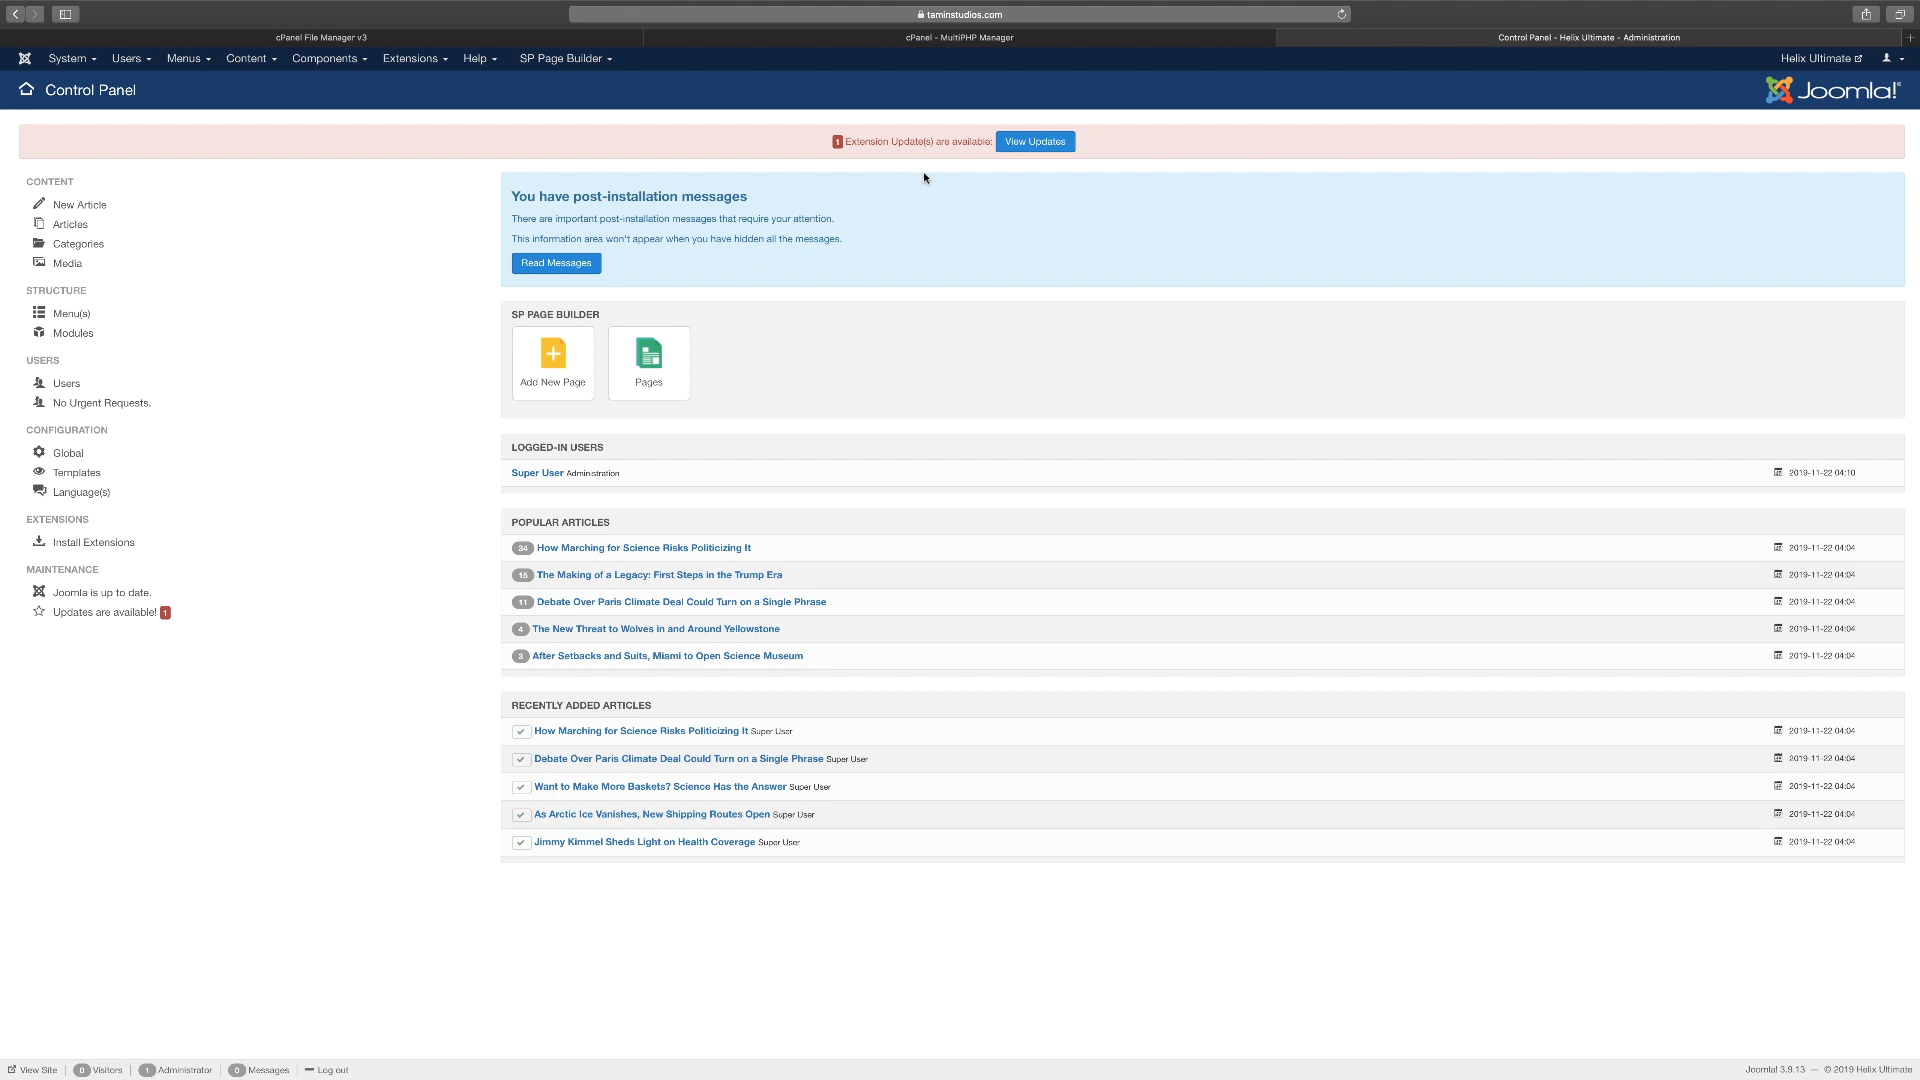 taminstudios.com
cPanel File Manager v3
cPanel - MultiPHP Manager
Control Panel - Helix Ultimate - Administration
System Users Menus Content Components Extensions Help SP Page Builder Helix Ultimate
Control Panel
Joomla!®
1 Extension Update(s) are available: View Updates
CONTENT
New Article
Articles
Categories
Media
STRUCTURE
Menu(s)
Modules
USERS
Users
No Urgent Requests.
CONFIGURATION
Global
Templates
Language(s)
EXTENSIONS
Install Extensions
MAINTENANCE
Joomla is up to date.
Updates are available! 1
You have post-installation messages
There are important post-installation messages that require your attention.
This information area won't appear when you have hidden all the messages.
Read Messages
SP PAGE BUILDER
Add New Page
Pages
LOGGED-IN USERS
Super User Administration 2019-11-22 04:10
POPULAR ARTICLES
34 How Marching for Science Risks Politicizing It 2019-11-22 04:04
15 The Making of a Legacy: First Steps in the Trump Era 2019-11-22 04:04
11 Debate Over Paris Climate Deal Could Turn on a Single Phrase 2019-11-22 04:04
4 The New Threat to Wolves in and Around Yellowstone 2019-11-22 04:04
3 After Setbacks and Suits, Miami to Open Science Museum 2019-11-22 04:04
RECENTLY ADDED ARTICLES
How Marching for Science Risks Politicizing It Super User 2019-11-22 04:04
Debate Over Paris Climate Deal Could Turn on a Single Phrase Super User 2019-11-22 04:04
Want to Make More Baskets? Science Has the Answer Super User 2019-11-22 04:04
As Arctic Ice Vanishes, New Shipping Routes Open Super User 2019-11-22 04:04
Jimmy Kimmel Sheds Light on Health Coverage Super User 2019-11-22 04:04
View Site 0 Visitors 1 Administrator 0 Messages Log out Joomla! 3.9.13 — © 2019 Helix Ultimate